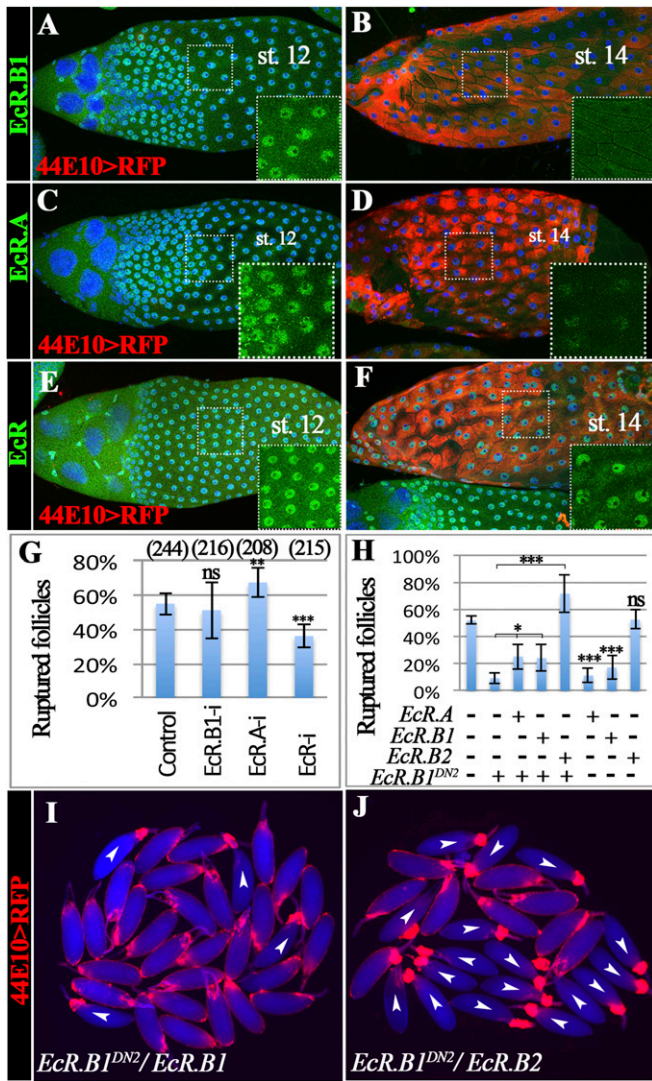 EcR.B1
A
st. 12
44E10>RFP
B
st. 14
EcR.A
C
st. 12
44E10>RFP
D
st. 14
EcR
E
st. 12
44E10>RFP
F
st. 14
G
(244) (216) (208) (215)
Ruptured follicles
80%
60%
40%
20%
0%
ns
**
***
Control
EcR.B1-i
EcR.A-i
EcR-i
H
Ruptured follicles
100%
80%
60%
40%
20%
0%
***
*
***
***
ns
EcR.A - - + - - + - -
EcR.B1 - - - + - - + -
EcR.B2 - - - - + - - +
EcR.B1DN2 - + + + + - - -
44E10>RFP
I
EcR.B1DN2/ EcR.B1
J
EcR.B1DN2/ EcR.B2